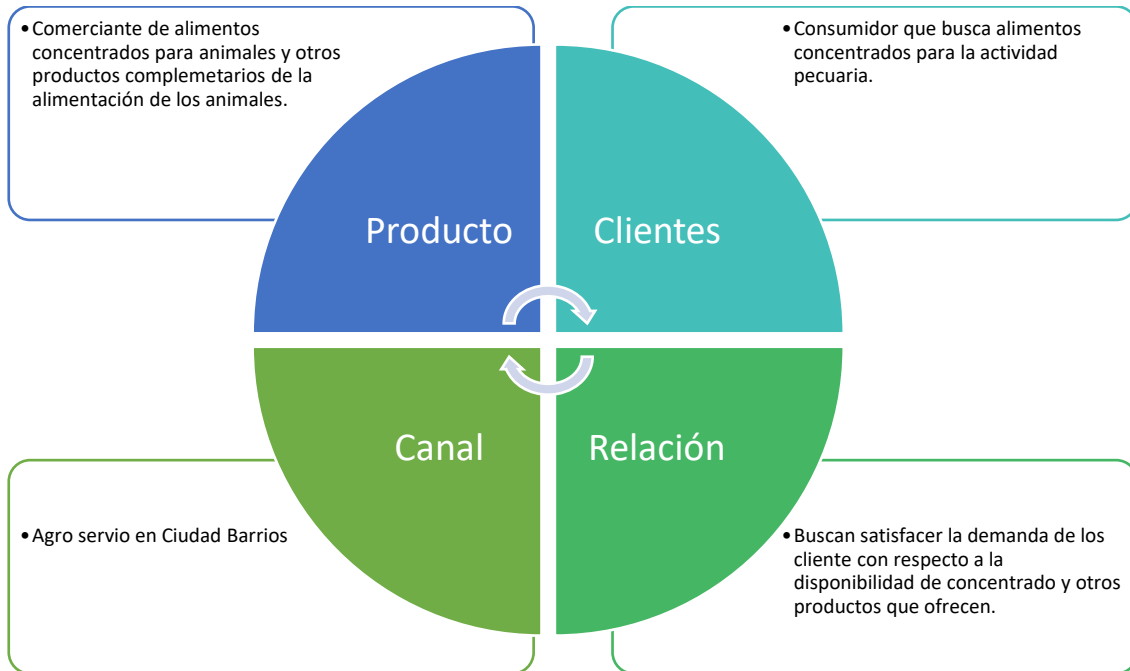 •Comerciante de alimentos
concentrados para animales y otros
productos complemetarios de la
alimentación de los animales.
•Consumidor que busca alimentos
concentrados para la actividad
pecuaria.
Producto
Clientes
Canal
Relación
•Agro servio en Ciudad Barrios
•Buscan satisfacer la demanda de los
cliente con respecto a la
disponibilidad de concentrado y otros
productos que ofrecen.